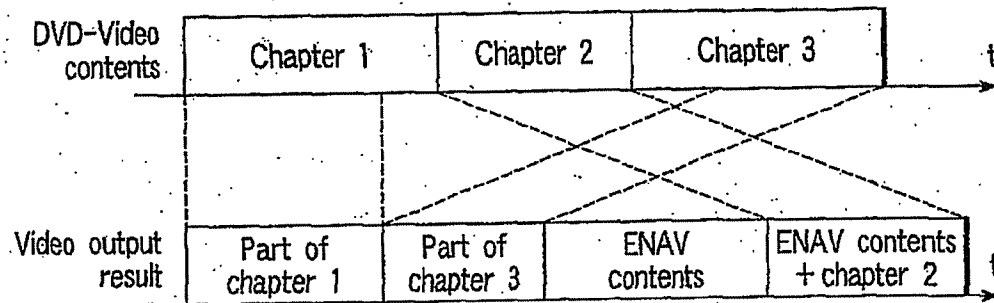 DVD-Video
contents
Chapter 1
Chapter 2
Chapter 3
t
Video output
result
Part of
chapter 1
Part of
chapter 3
ENAV
contents
ENAV contents
+ chapter 2
t